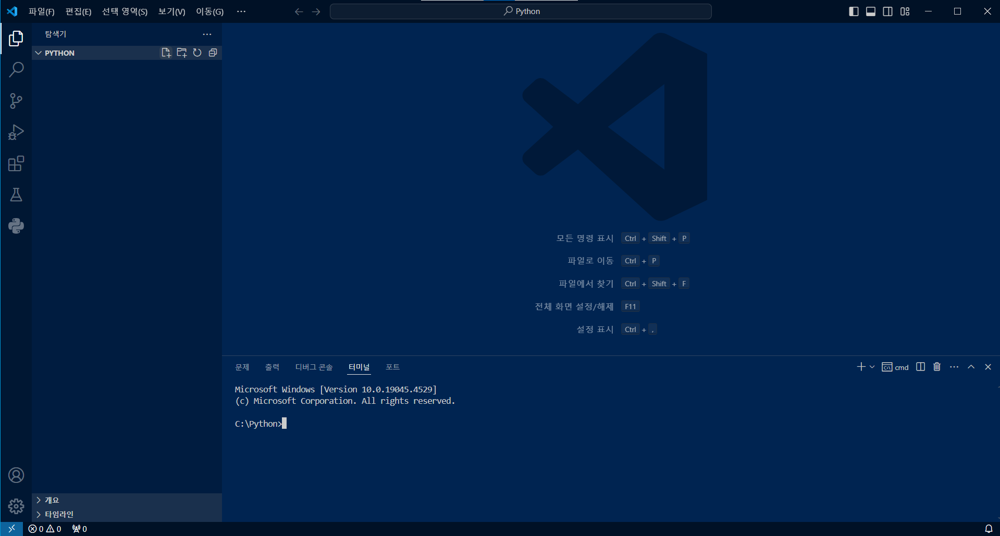 파일(F) 편집(E) 선택 영역(S) 보기(V) 이동(G) ··· Python
탐색기
PYTHON
모든 명령 표시 Ctrl + Shift + P
파일로 이동 Ctrl + P
파일에서 찾기 Ctrl + Shift + F
전체 화면 설정/해제 F11
설정 표시 Ctrl + ,
문제 출력 디버그 콘솔 터미널 포트 cmd
Microsoft Windows [Version 10.0.19045.4529]
(c) Microsoft Corporation. All rights reserved.
C:\Python>
개요
타임라인
0 0 0